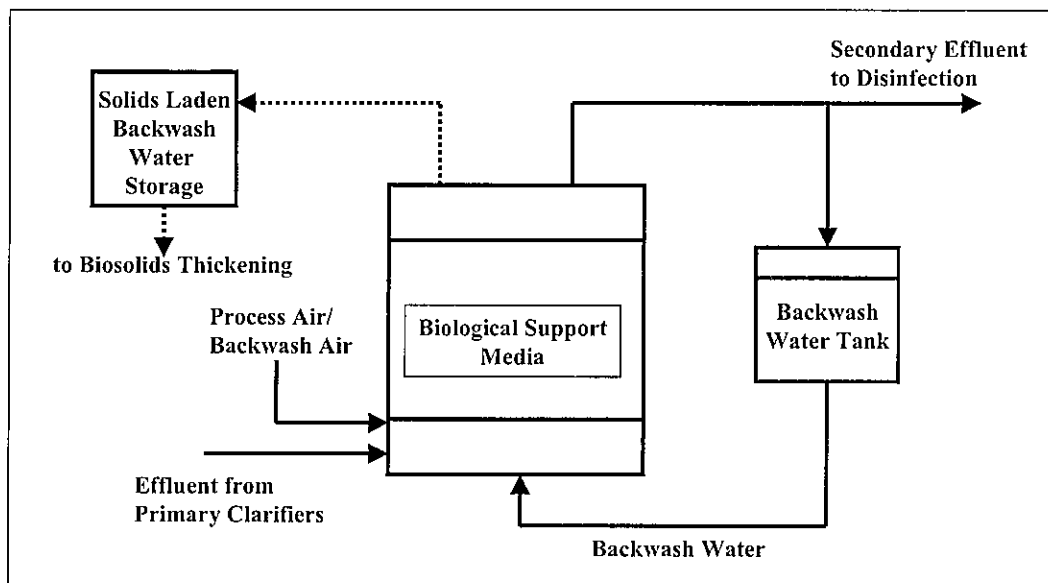 Secondary Effluent
to Disinfection
Solids Laden
Backwash
Water
Storage
to Biosolids Thickening
Process Air/
Backwash Air
Biological Support
Media
Backwash
Water Tank
Effluent from
Primary Clarifiers
Backwash Water